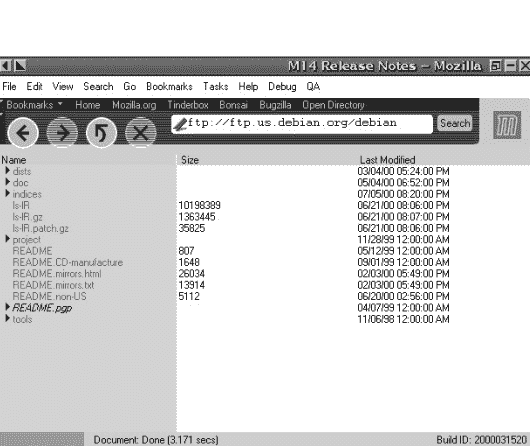 M14 Release Notes – Mozilla
File Edit View Search Go Bookmarks Tasks Help Debug QA
Bookmarks Home Mozilla.org Tinderbox Bonsai Bugzilla Open Directory
ftp://ftp.us.debian.org/debian Search
Name Size Last Modified
dists 03/04/00 05:24:00 PM
doc 05/04/00 06:52:00 PM
indices 07/05/00 08:20:00 PM
ls-lR 10198389 06/21/00 08:06:00 PM
ls-lR.gz 1363445 06/21/00 08:07:00 PM
ls-lR.patch.gz 35825 06/21/00 08:06:00 PM
project 11/28/99 12:00:00 AM
README 807 05/12/99 12:00:00 AM
README.CD-manufacture 1648 09/01/99 12:00:00 AM
README.mirrors.html 26034 02/03/00 05:49:00 PM
README.mirrors.txt 13914 02/03/00 05:49:00 PM
README.non-US 5112 06/20/00 02:56:00 PM
README.pgp 04/07/99 12:00:00 AM
tools 11/06/98 12:00:00 AM
Document: Done (3.171 secs) Build ID: 2000031520